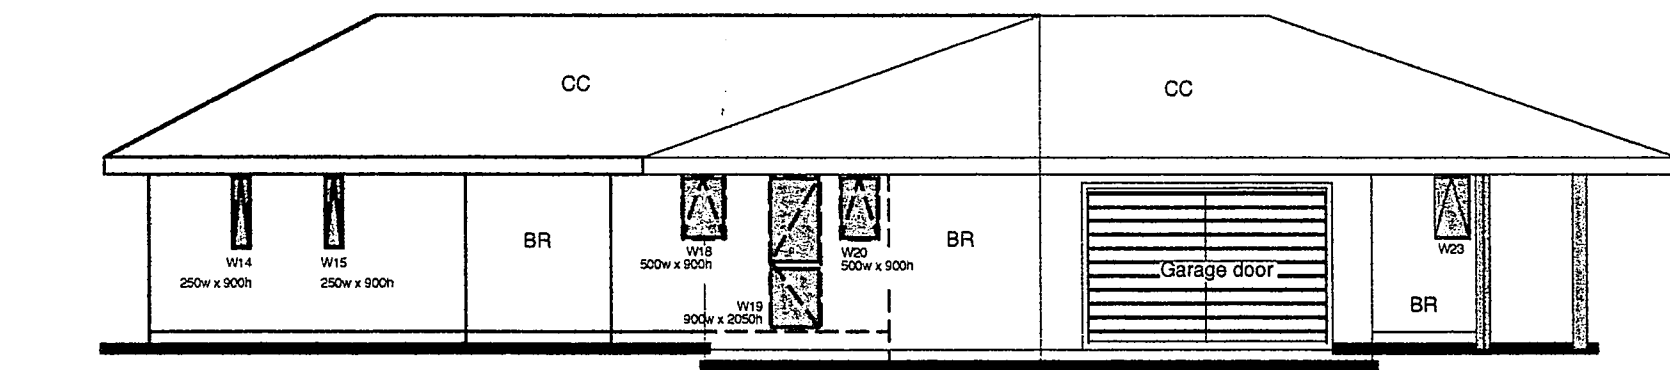 CC
CC
BR
BR
W14
250w x 900h
W15
250w x 900h
W18
500w x 900h
W20
500w x 900h
W19
900w x 2050h
Garage door
W23
BR